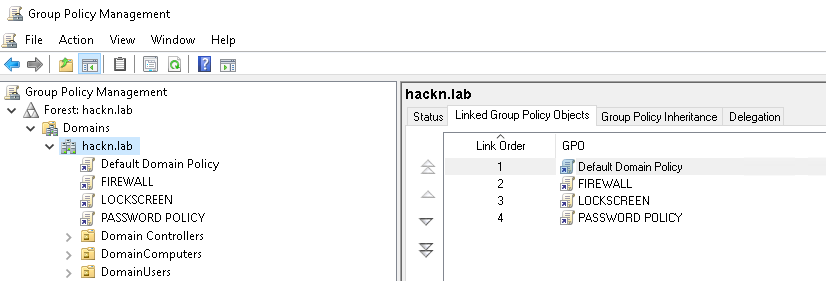 Group Policy Management
File Action View Window Help
Group Policy Management
Forest: hackn.lab
Domains
hackn.lab
Default Domain Policy
FIREWALL
LOCKSCREEN
PASSWORD POLICY
Domain Controllers
DomainComputers
DomainUsers
hackn.lab
Status Linked Group Policy Objects Group Policy Inheritance Delegation
Link Order GPO
1 Default Domain Policy
2 FIREWALL
3 LOCKSCREEN
4 PASSWORD POLICY